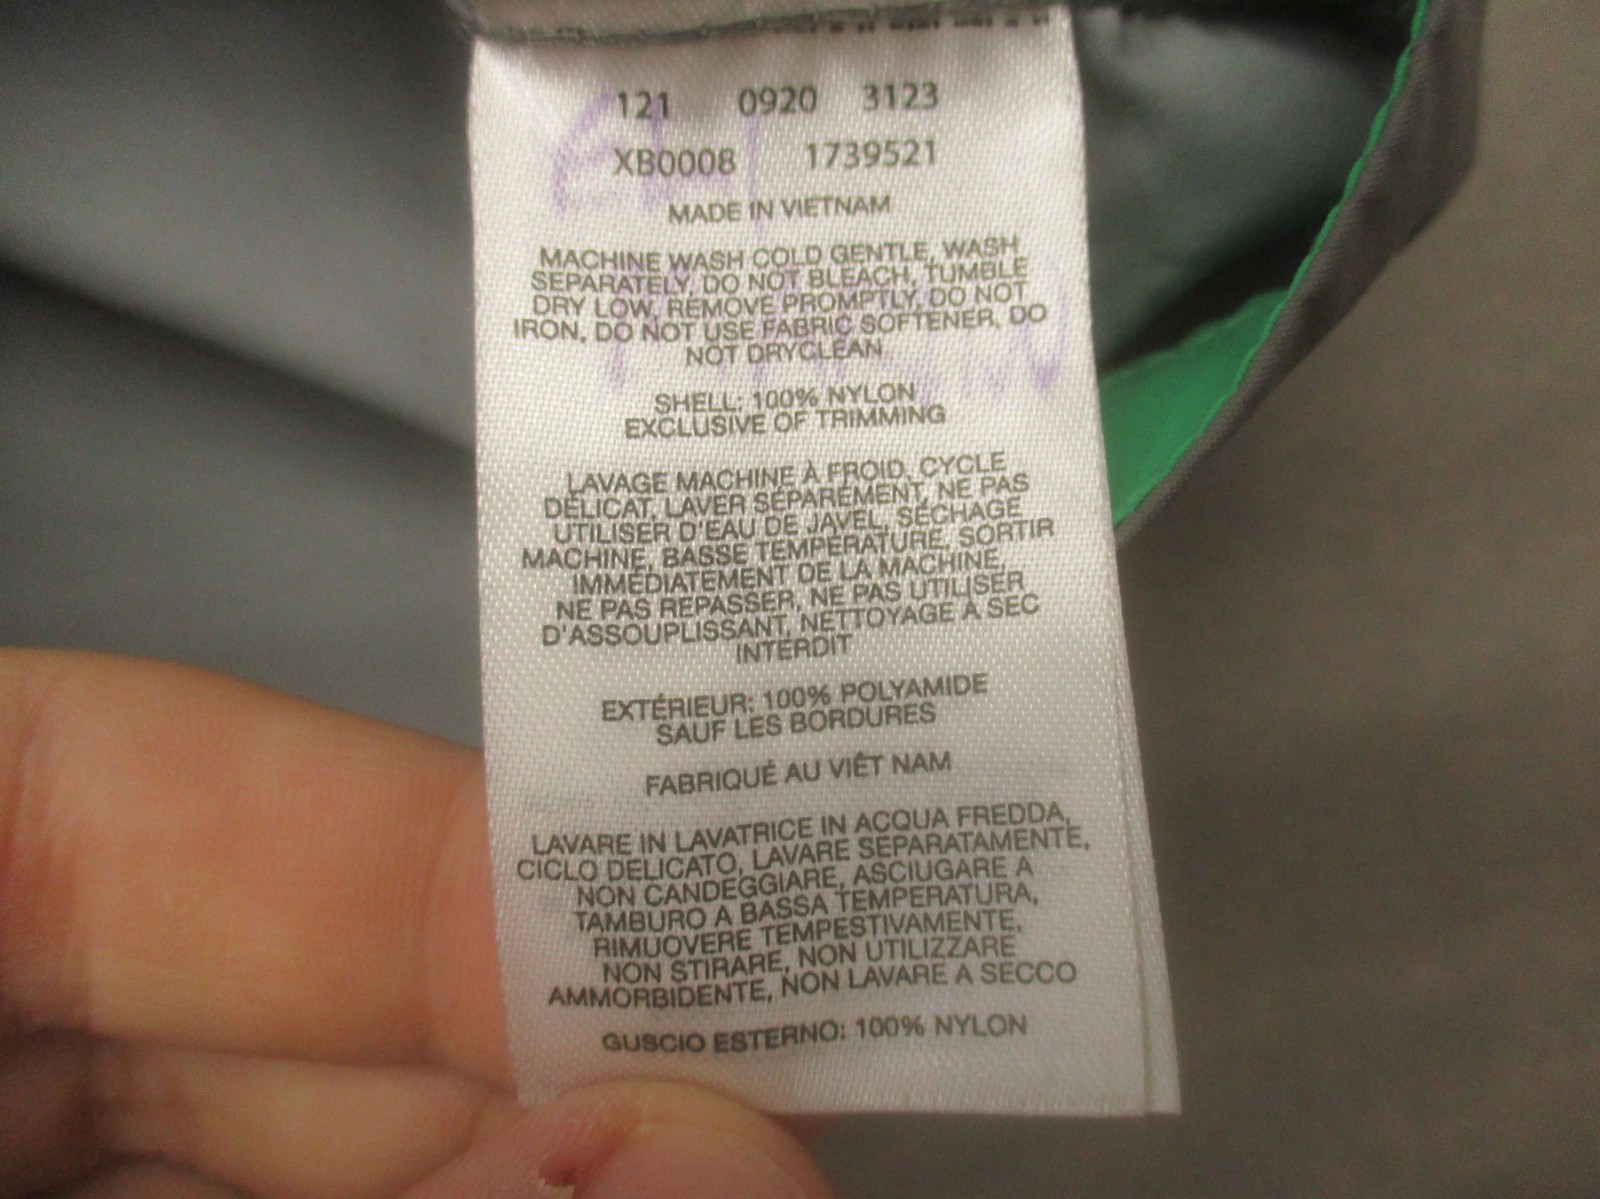 121 0920 3123
XB0008 1739521
MADE IN VIETNAM
MACHINE WASH COLD GENTLE, WASH
SEPARATELY, DO NOT BLEACH, TUMBLE
DRY LOW, REMOVE PROMPTLY, DO NOT
IRON, DO NOT USE FABRIC SOFTENER, DO
NOT DRYCLEAN
SHELL: 100% NYLON
EXCLUSIVE OF TRIMMING
LAVAGE MACHINE À FROID, CYCLE
DÉLICAT, LAVER SÉPARÉMENT, NE PAS
UTILISER D'EAU DE JAVEL, SÉCHAGE
MACHINE, BASSE TEMPÉRATURE, SORTIR
IMMÉDIATEMENT DE LA MACHINE,
NE PAS REPASSER, NE PAS UTILISER
D'ASSOUPLISSANT, NETTOYAGE À SEC
INTERDIT
EXTÉRIEUR: 100% POLYAMIDE
SAUF LES BORDURES
FABRIQUÉ AU VIÊT NAM
LAVARE IN LAVATRICE IN ACQUA FREDDA,
CICLO DELICATO, LAVARE SEPARATAMENTE,
NON CANDEGGIARE, ASCIUGARE A
TAMBURO A BASSA TEMPERATURA,
RIMUOVERE TEMPESTIVAMENTE,
NON STIRARE, NON UTILIZZARE
AMMORBIDENTE, NON LAVARE A SECCO
GUSCIO ESTERNO: 100% NYLON